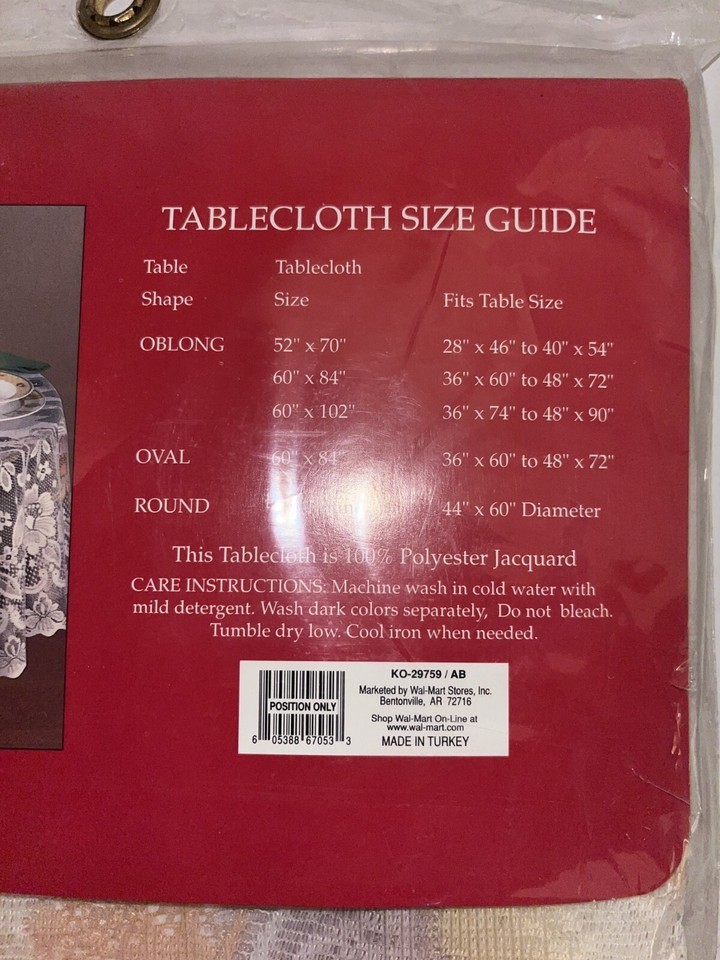 TABLECLOTH SIZE GUIDE
Table Tablecloth
Shape Size Fits Table Size
OBLONG 52" x 70" 28" x 46" to 40" x 54"
60" x 84" 36" x 60" to 48" x 72"
60" x 102" 36" x 74" to 48" x 90"
OVAL 60" x 84" 36" x 60" to 48" x 72"
ROUND 44" x 60" Diameter
This Tablecloth is 100% Polyester Jacquard
CARE INSTRUCTIONS: Machine wash in cold water with
mild detergent. Wash dark colors separately, Do not bleach.
Tumble dry low. Cool iron when needed.
POSITION ONLY
6 05388 67053 3
KO-29759 / AB
Marketed by Wal-Mart Stores, Inc.
Bentonville, AR 72716
Shop Wal-Mart On-Line at
www.wal-mart.com
MADE IN TURKEY